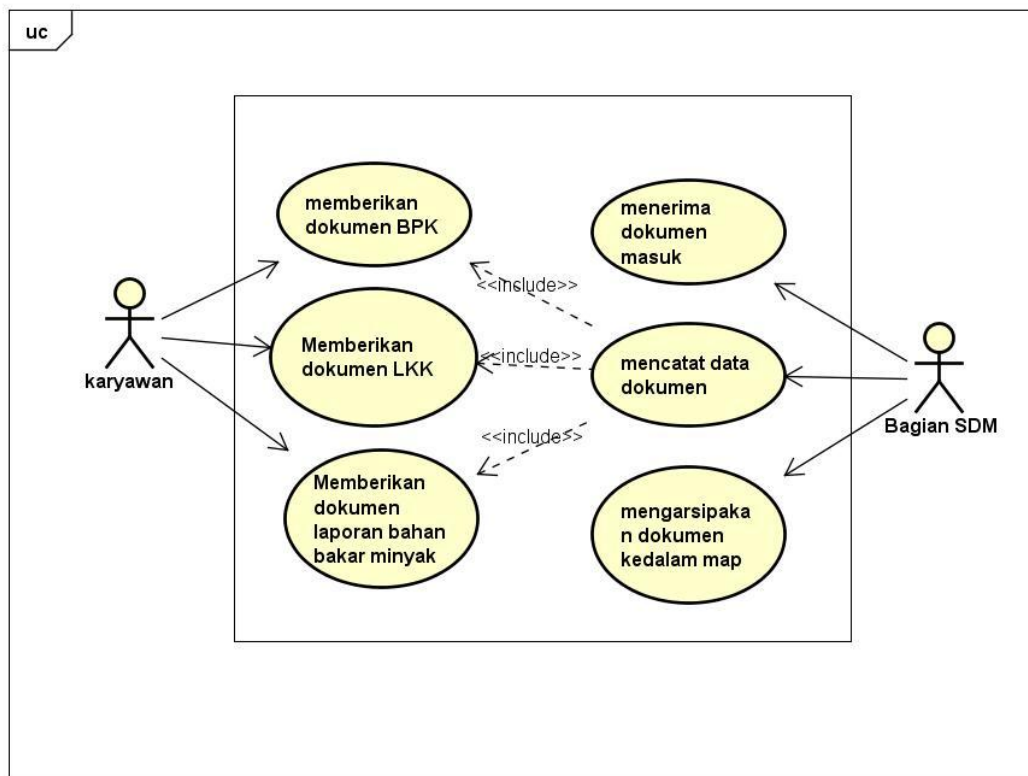 uc
memberikan
dokumen BPK
menerima
dokumen
masuk
<<include>>
Memberikan
dokumen LKK
<<include>>
mencatat data
dokumen
karyawan
Bagian SDM
<<include>>
Memberikan
dokumen
laporan bahan
bakar minyak
mengarsipaka
n dokumen
kedalam map